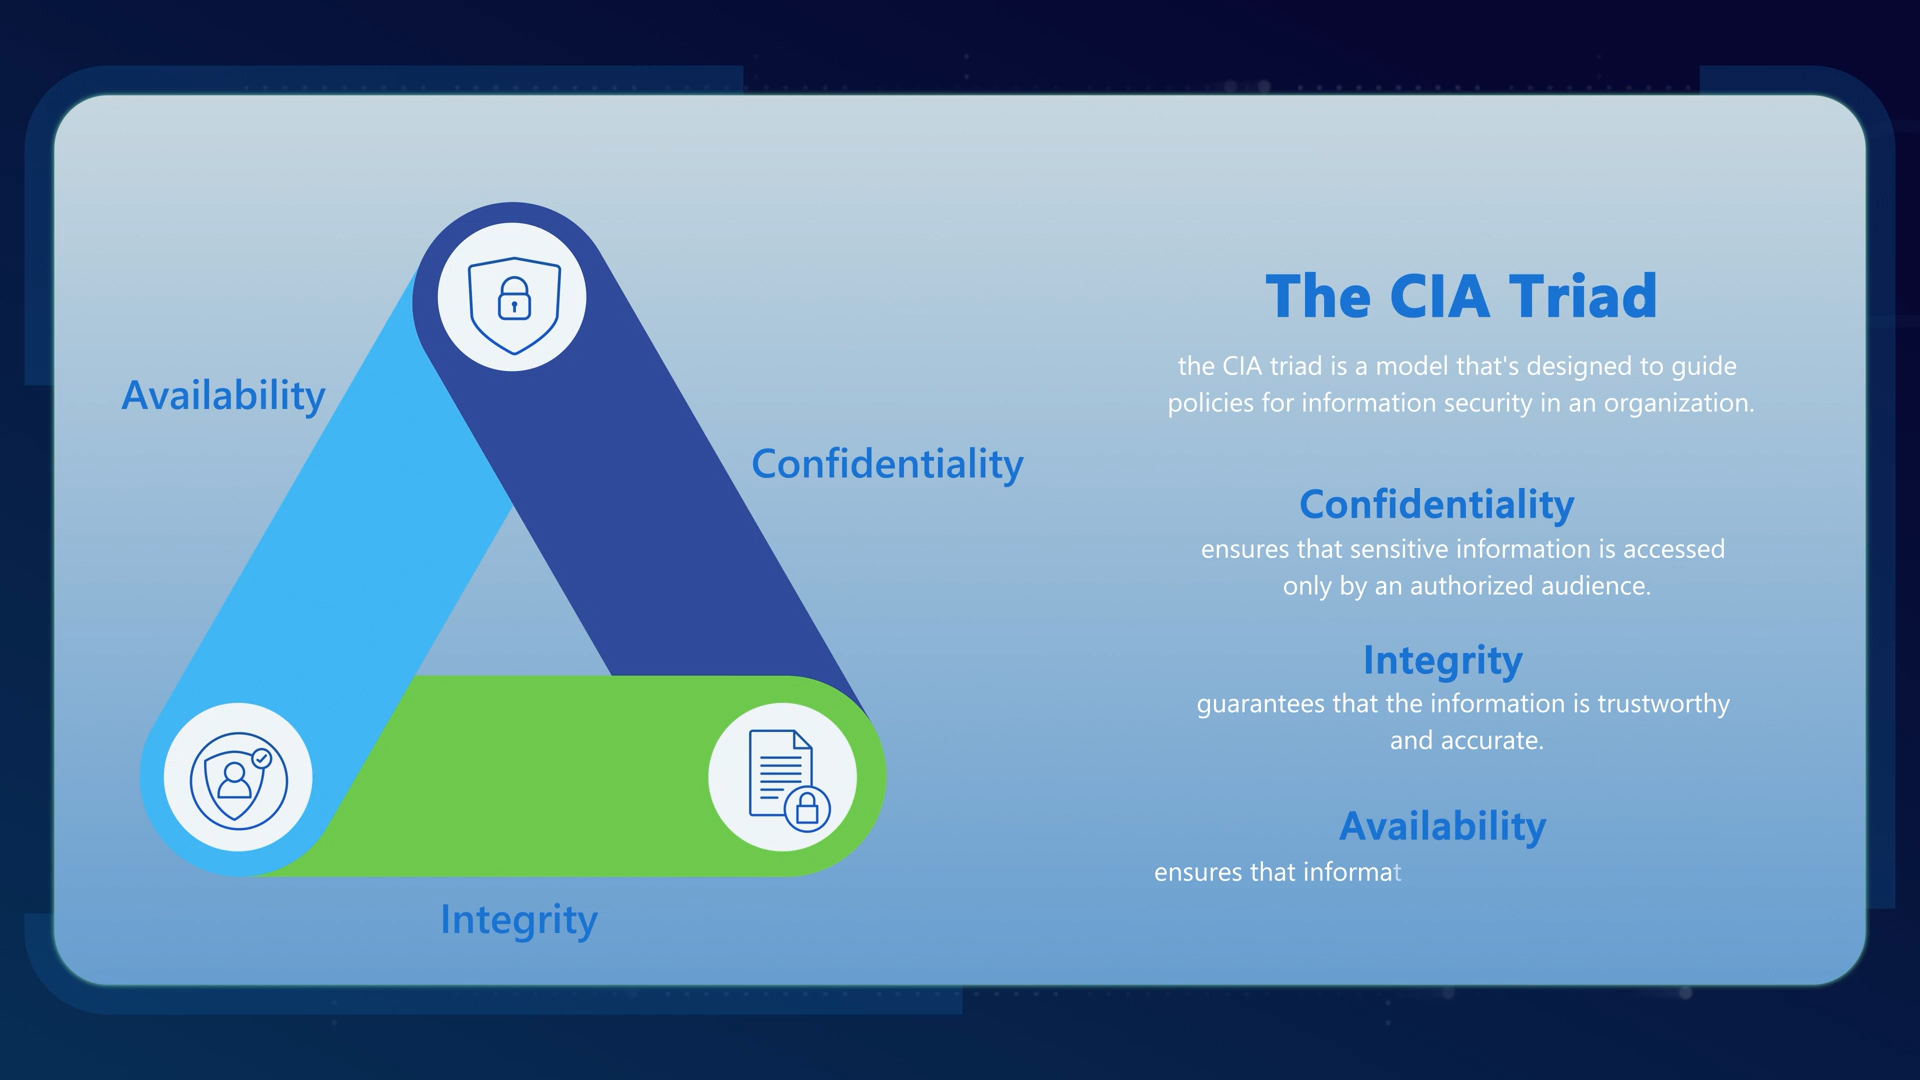 Availability
Confidentiality
Integrity
The CIA Triad
the CIA triad is a model that's designed to guide
policies for information security in an organization.
Confidentiality
ensures that sensitive information is accessed
only by an authorized audience.
Integrity
guarantees that the information is trustworthy
and accurate.
Availability
ensures that informat